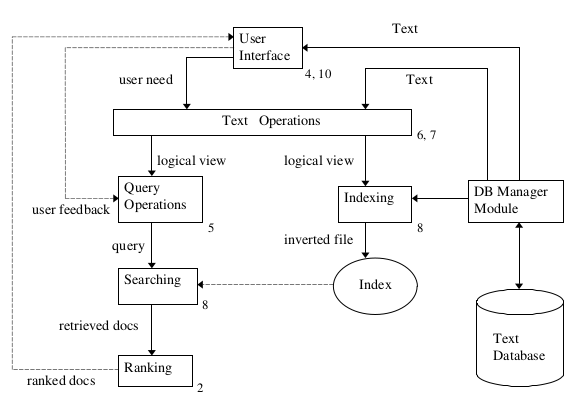 Text
User
Interface
4, 10
user need
Text
Text Operations
6, 7
logical view
logical view
Query
Operations
5
Indexing
8
DB Manager
Module
user feedback
query
inverted file
Searching
8
Index
retrieved docs
Text
Database
Ranking
2
ranked docs